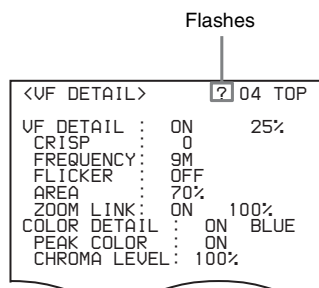 Flashes
<VF DETAIL> ? 04 TOP
VF DETAIL : ON 25%
CRISP : 0
FREQUENCY: 9M
FLICKER : OFF
AREA : 70%
ZOOM LINK: ON 100%
COLOR DETAIL : ON BLUE
PEAK COLOR : ON
CHROMA LEVEL: 100%